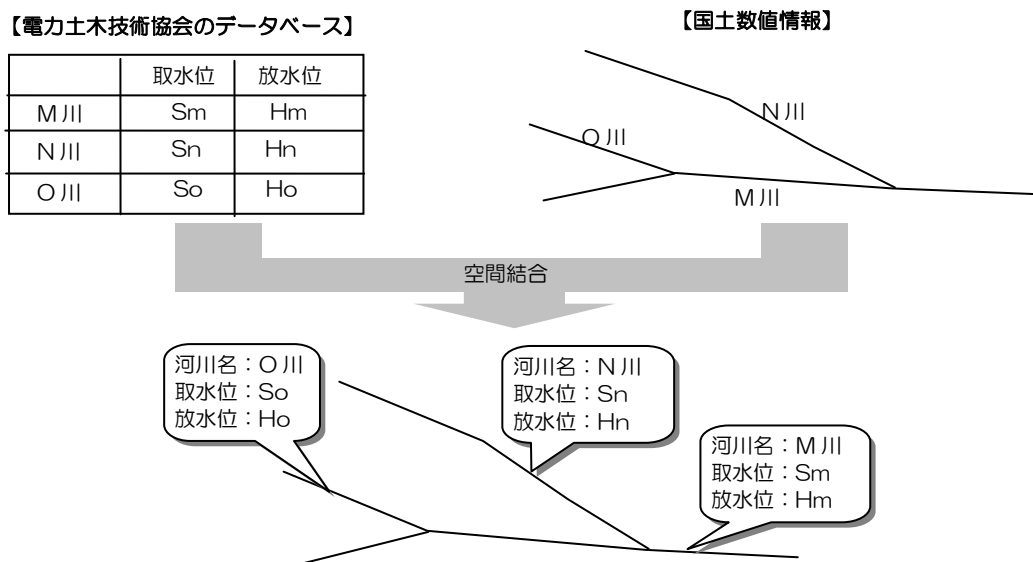 【電力土木技術協会のデータベース】
【国土数値情報】
取水位 放水位
M川 Sm Hm
N川 Sn Hn
O川 So Ho
N川
O川
M川
空間結合
河川名：O川
取水位：So
放水位：Ho
河川名：N川
取水位：Sn
放水位：Hn
河川名：M川
取水位：Sm
放水位：Hm